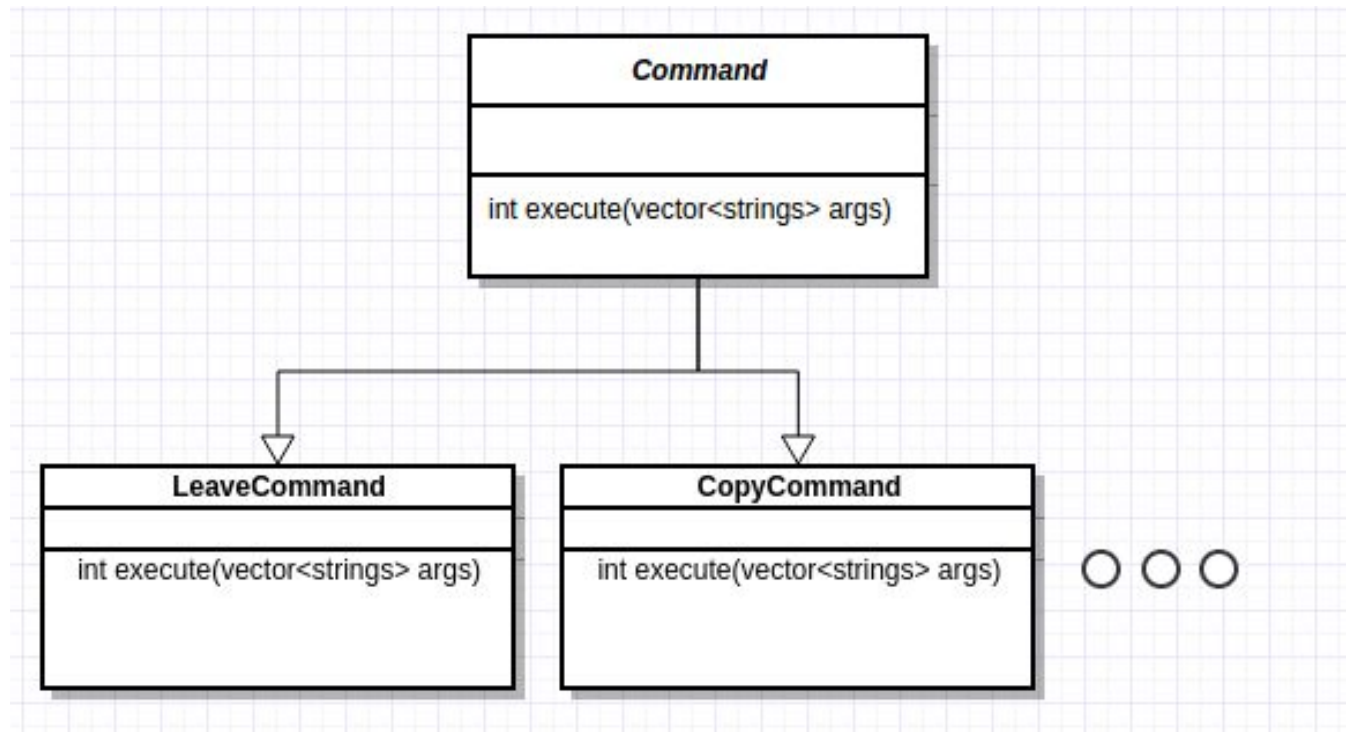 Command
int execute(vector<strings> args)
LeaveCommand
int execute(vector<strings> args)
CopyCommand
int execute(vector<strings> args)